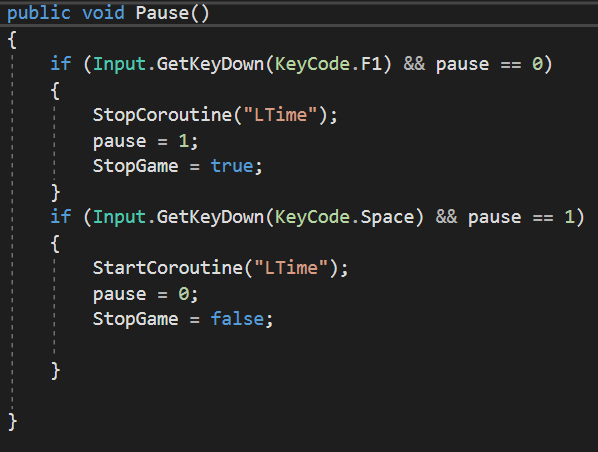 public void Pause()
{
    if (Input.GetKeyDown(KeyCode.F1) && pause == 0)
    {
        StopCoroutine("LTime");
        pause = 1;
        StopGame = true;
    }
    if (Input.GetKeyDown(KeyCode.Space) && pause == 1)
    {
        StartCoroutine("LTime");
        pause = 0;
        StopGame = false;
    }
}